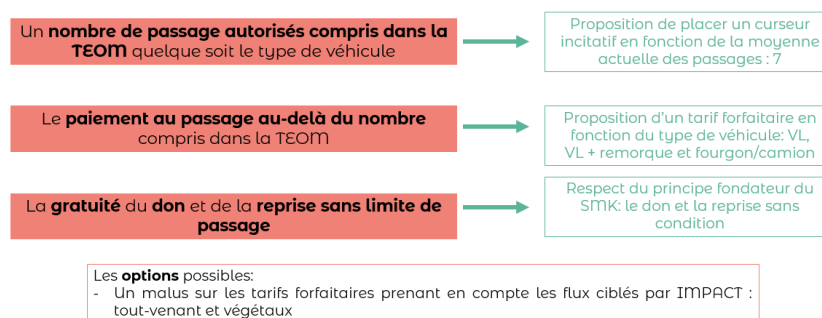 Un nombre de passage autorisés compris dans la
TEOM quelque soit le type de véhicule
Proposition de placer un curseur
incitatif en fonction de la moyenne
actuelle des passages : 7
Le paiement au passage au-delà du nombre
compris dans la TEOM
Proposition d'un tarif forfaitaire en
fonction du type de véhicule: VL,
VL + remorque et fourgon/camion
La gratuité du don et de la reprise sans limite de
passage
Respect du principe fondateur du
SMK: le don et la reprise sans
condition
Les options possibles:
- Un malus sur les tarifs forfaitaires prenant en compte les flux ciblés par IMPACT :
tout-venant et végétaux